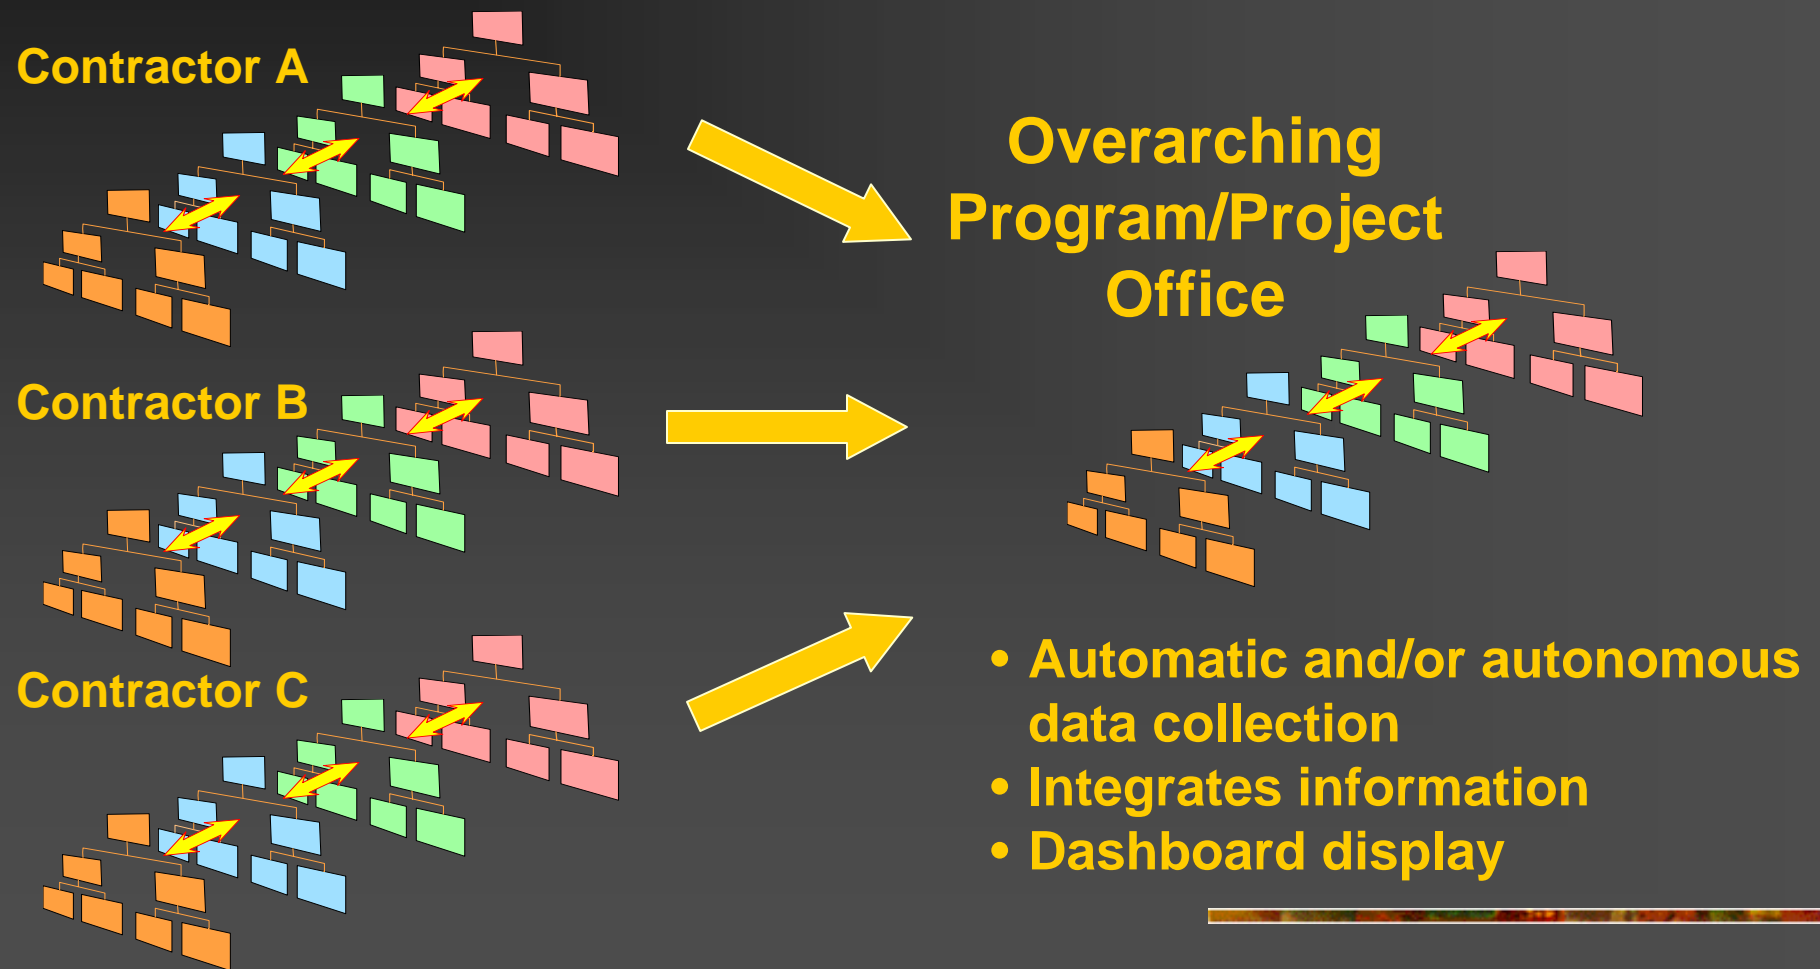 Contractor A
Overarching
Program/Project
Office
Contractor B
Contractor C
• Automatic and/or autonomous
data collection
• Integrates information
• Dashboard display